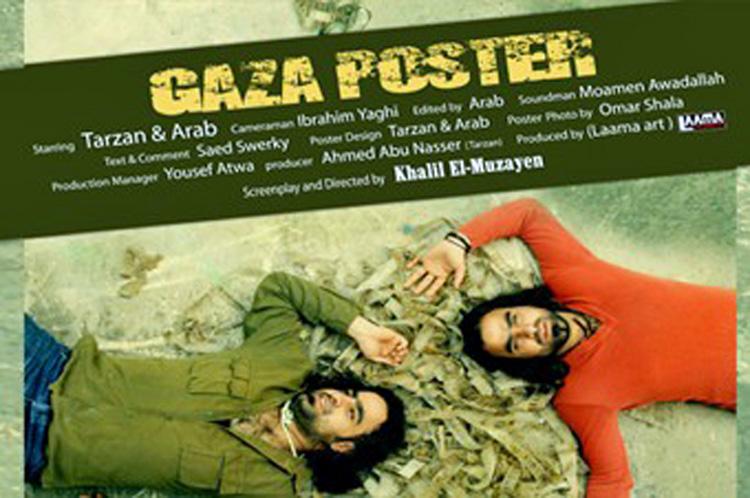 GAZA POSTER
Starring Tarzan & Arab Cameraman Ibrahim Yaghi Edited by Arab Soundman Moamen Awadallah
Text & Comment Saed Swerky Poster Design Tarzan & Arab Poster Photo by Omar Shala
Production Manager Yousef Atwa producer Ahmed Abu Nasser (Tarzan) Produced by (Laama art) LAAMA
Screenplay and Directed by Khalil El-Muzayen